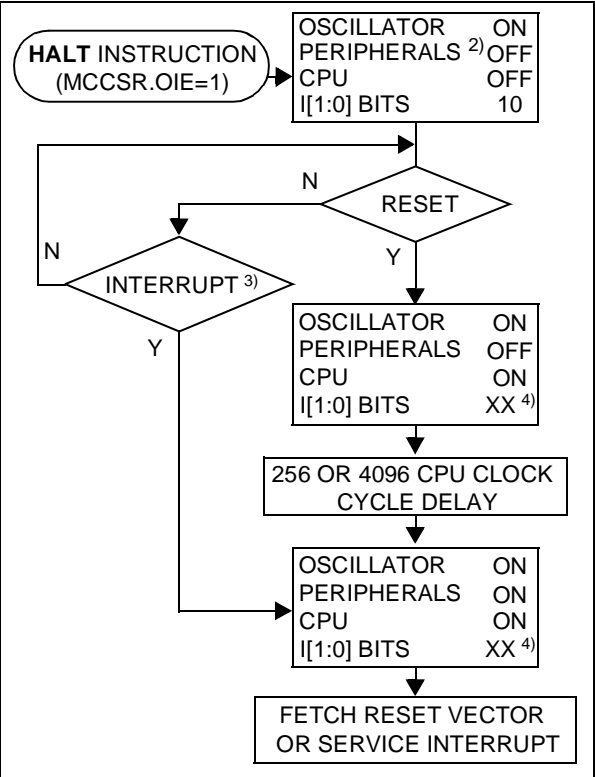 HALT INSTRUCTION
(MCCSR.OIE=1)
OSCILLATOR ON
PERIPHERALS 2) OFF
CPU OFF
I[1:0] BITS 10
N
RESET
N
Y
INTERRUPT 3)
Y
OSCILLATOR ON
PERIPHERALS OFF
CPU ON
I[1:0] BITS XX 4)
256 OR 4096 CPU CLOCK
CYCLE DELAY
OSCILLATOR ON
PERIPHERALS ON
CPU ON
I[1:0] BITS XX 4)
FETCH RESET VECTOR
OR SERVICE INTERRUPT